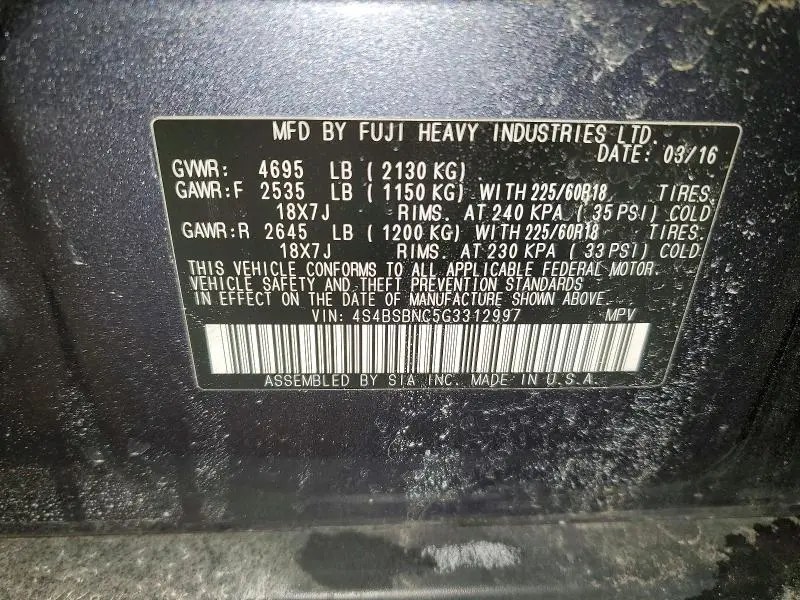 MFD BY FUJI HEAVY INDUSTRIES LTD.
DATE: 03/16
GVWR: 4695 LB ( 2130 KG)
GAWR:F 2535 LB ( 1150 KG) WITH 225/60R18 TIRES.
18X7J RIMS. AT 240 KPA ( 35 PSI) COLD
GAWR:R 2645 LB ( 1200 KG) WITH 225/60R18 TIRES.
18X7J RIMS. AT 230 KPA ( 33 PSI) COLD
THIS VEHICLE CONFORMS TO ALL APPLICABLE FEDERAL MOTOR.
VEHICLE SAFETY AND THEFT PREVENTION STANDARDS
IN EFFECT ON THE DATE OF MANUFACTURE SHOWN ABOVE.
VIN: 4S4BSBNC5G3312997 MPV
ASSEMBLED BY SIA INC. MADE IN U.S.A.